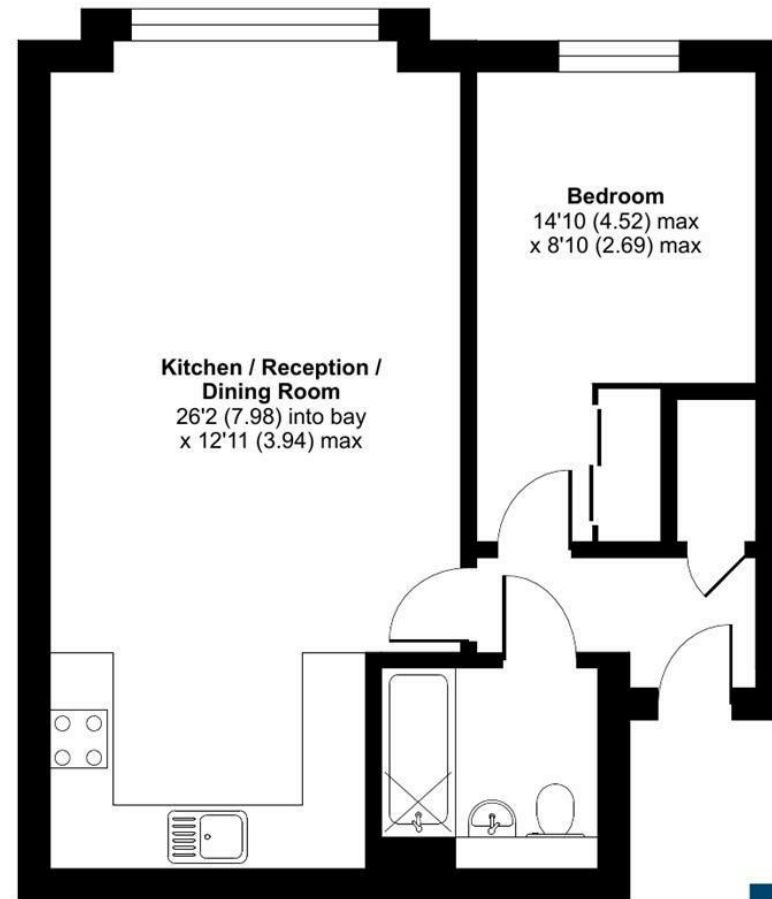 Bedroom
14'10 (4.52) max
x 8'10 (2.69) max
Kitchen / Reception /
Dining Room
26'2 (7.98) into bay
x 12'11 (3.94) max